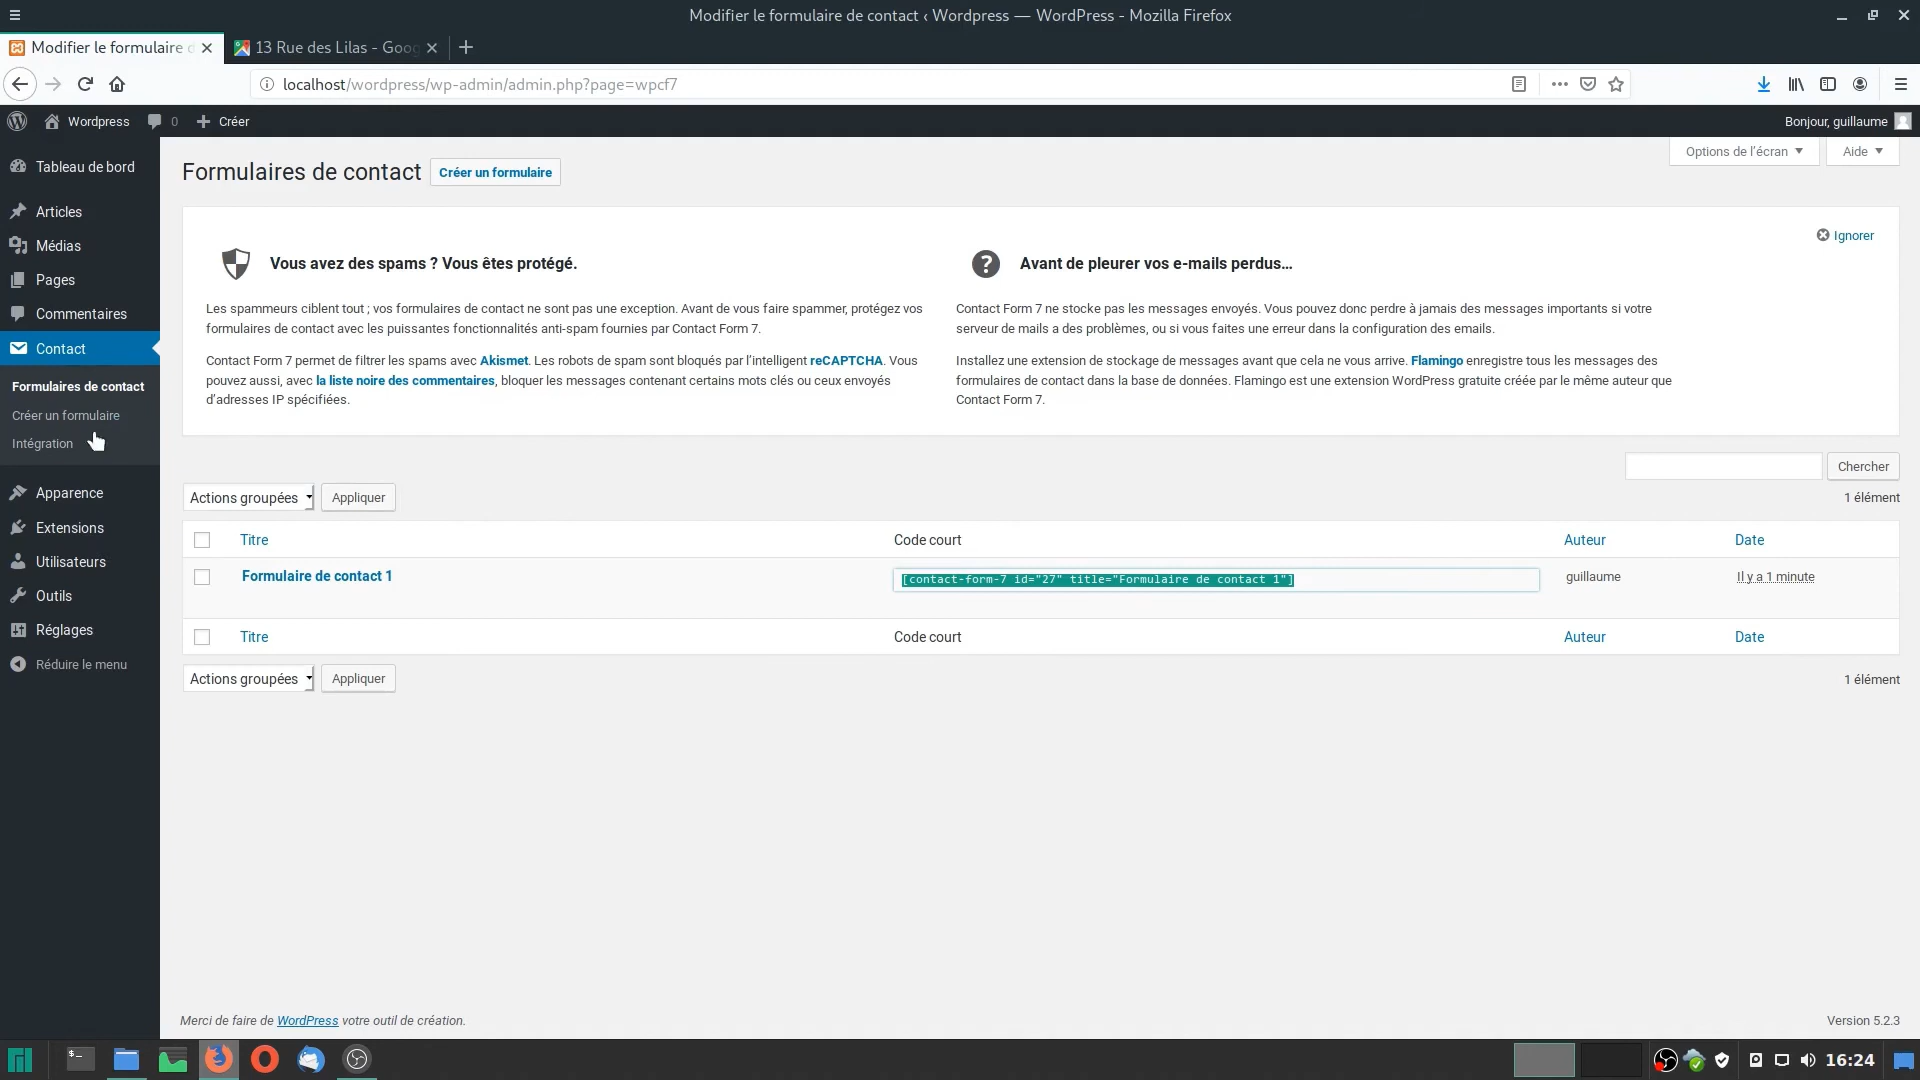 Modifier le formulaire de contact ‹ Wordpress — WordPress - Mozilla Firefox
Modifier le formulaire d
13 Rue des Lilas - Goog
localhost/wordpress/wp-admin/admin.php?page=wpcf7
Wordpress
0
Créer
Bonjour, guillaume
Tableau de bord
Articles
Médias
Pages
Commentaires
Contact
Formulaires de contact
Créer un formulaire
Intégration
Apparence
Extensions
Utilisateurs
Outils
Réglages
Réduire le menu
Options de l’écran
Aide
Formulaires de contact
Créer un formulaire
Ignorer
Vous avez des spams ? Vous êtes protégé.
Les spammeurs ciblent tout ; vos formulaires de contact ne sont pas une exception. Avant de vous faire spammer, protégez vos
formulaires de contact avec les puissantes fonctionnalités anti-spam fournies par Contact Form 7.
Contact Form 7 permet de filtrer les spams avec Akismet. Les robots de spam sont bloqués par l’intelligent reCAPTCHA. Vous
pouvez aussi, avec la liste noire des commentaires, bloquer les messages contenant certains mots clés ou ceux envoyés
d’adresses IP spécifiées.
Avant de pleurer vos e-mails perdus…
Contact Form 7 ne stocke pas les messages envoyés. Vous pouvez donc perdre à jamais des messages importants si votre
serveur de mails a des problèmes, ou si vous faites une erreur dans la configuration des emails.
Installez une extension de stockage de messages avant que cela ne vous arrive. Flamingo enregistre tous les messages des
formulaires de contact dans la base de données. Flamingo est une extension WordPress gratuite créée par le même auteur que
Contact Form 7.
Chercher
Actions groupées
Appliquer
1 élément
Titre
Code court
Auteur
Date
Formulaire de contact 1
[contact-form-7 id="27" title="Formulaire de contact 1"]
guillaume
Il y a 1 minute
Titre
Code court
Auteur
Date
Actions groupées
Appliquer
1 élément
Merci de faire de WordPress votre outil de création.
Version 5.2.3
16:24